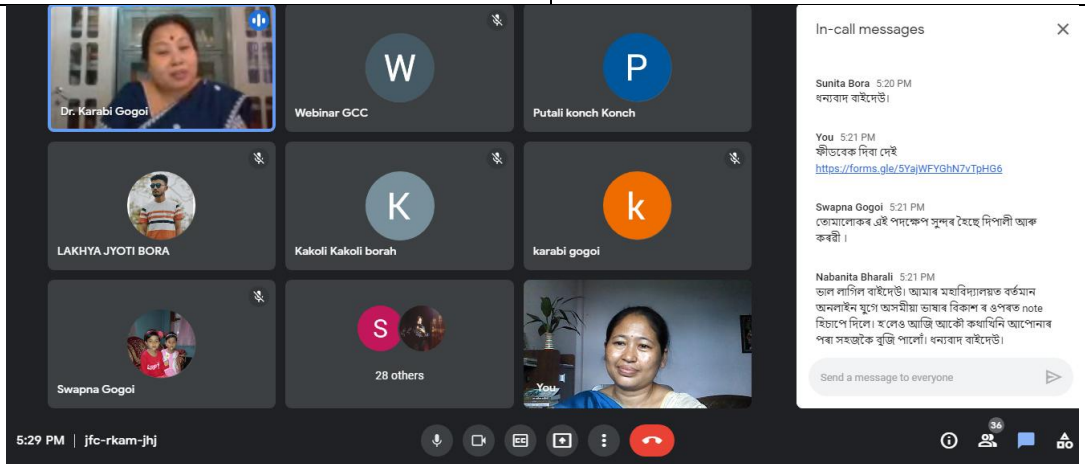 In-call messages
Dr. Karabi Gogoi
W
Webinar GCC
P
Putali konch Konch
LAKHYA JYOTI BORA
K
Kakoli Kakoli borah
k
karabi gogoi
Swapna Gogoi
S
28 others
You
Sunita Bora 5:20 PM
ধন্যবাদ বাইদেউ।
You 5:21 PM
ফীডবেক দিবা দেই
https://forms.gle/5YajWFYGhN7vTpHG6
Swapna Gogoi 5:21 PM
তোমালোকৰ এই পদক্ষেপ সুন্দৰ হৈছে দিপালী আৰু
কৰৱী ।
Nabanita Bharali 5:21 PM
ভাল লাগিল বাইদেউ। আমাৰ মহাবিদ্যালয়ত বৰ্তমান
অনলাইন যুগে অসমীয়া ভাষাৰ বিকাশ ৰ ওপৰত note
হিচাপে দিলে। হ'লেও আজি আকৌ কথাখিনি আপোনাৰ
পৰা সহজকৈ বুজি পালোঁ। ধন্যবাদ বাইদেউ।
Send a message to everyone
5:29 PM | jfc-rkam-jhj
CC
36